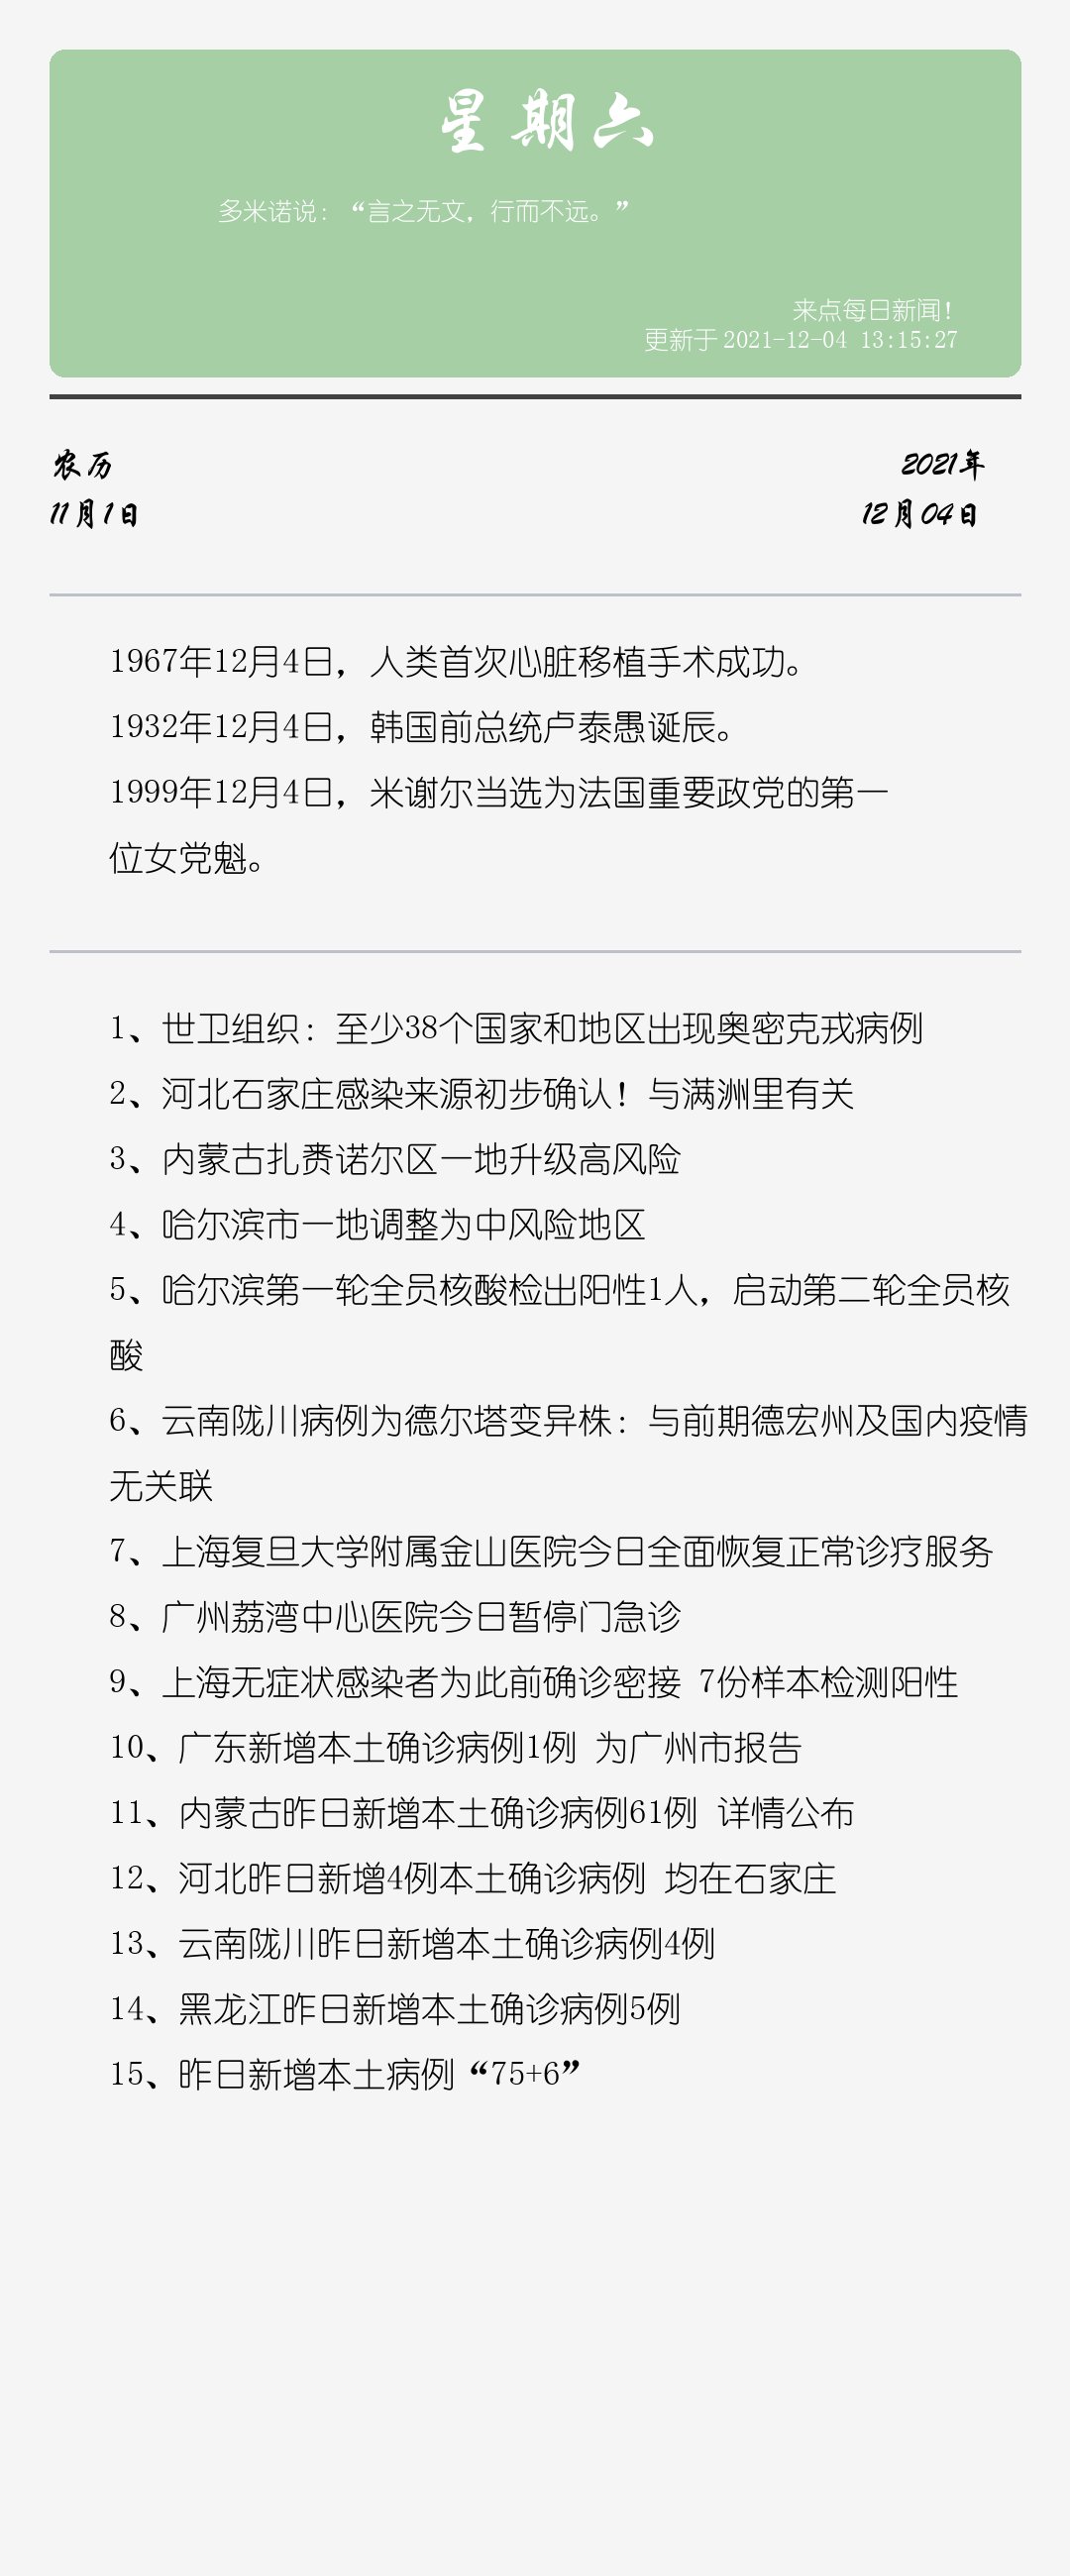 星期六
多米诺说：“言之无文，行而不远。”
来点每日新闻！
更新于 2021-12-04 13:15:27
农历
2021年
11月1日
12月04日
1967年12月4日，人类首次心脏移植手术成功。
1932年12月4日，韩国前总统卢泰愚诞辰。
1999年12月4日，米谢尔当选为法国重要政党的第一
位女党魁。
1、世卫组织：至少38个国家和地区出现奥密克戎病例
2、河北石家庄感染来源初步确认！与满洲里有关
3、内蒙古扎赉诺尔区一地升级高风险
4、哈尔滨市一地调整为中风险地区
5、哈尔滨第一轮全员核酸检出阳性1人，启动第二轮全员核
酸
6、云南陇川病例为德尔塔变异株：与前期德宏州及国内疫情
无关联
7、上海复旦大学附属金山医院今日全面恢复正常诊疗服务
8、广州荔湾中心医院今日暂停门急诊
9、上海无症状感染者为此前确诊密接 7份样本检测阳性
10、广东新增本土确诊病例1例 为广州市报告
11、内蒙古昨日新增本土确诊病例61例 详情公布
12、河北昨日新增4例本土确诊病例 均在石家庄
13、云南陇川昨日新增本土确诊病例4例
14、黑龙江昨日新增本土确诊病例5例
15、昨日新增本土病例“75+6”